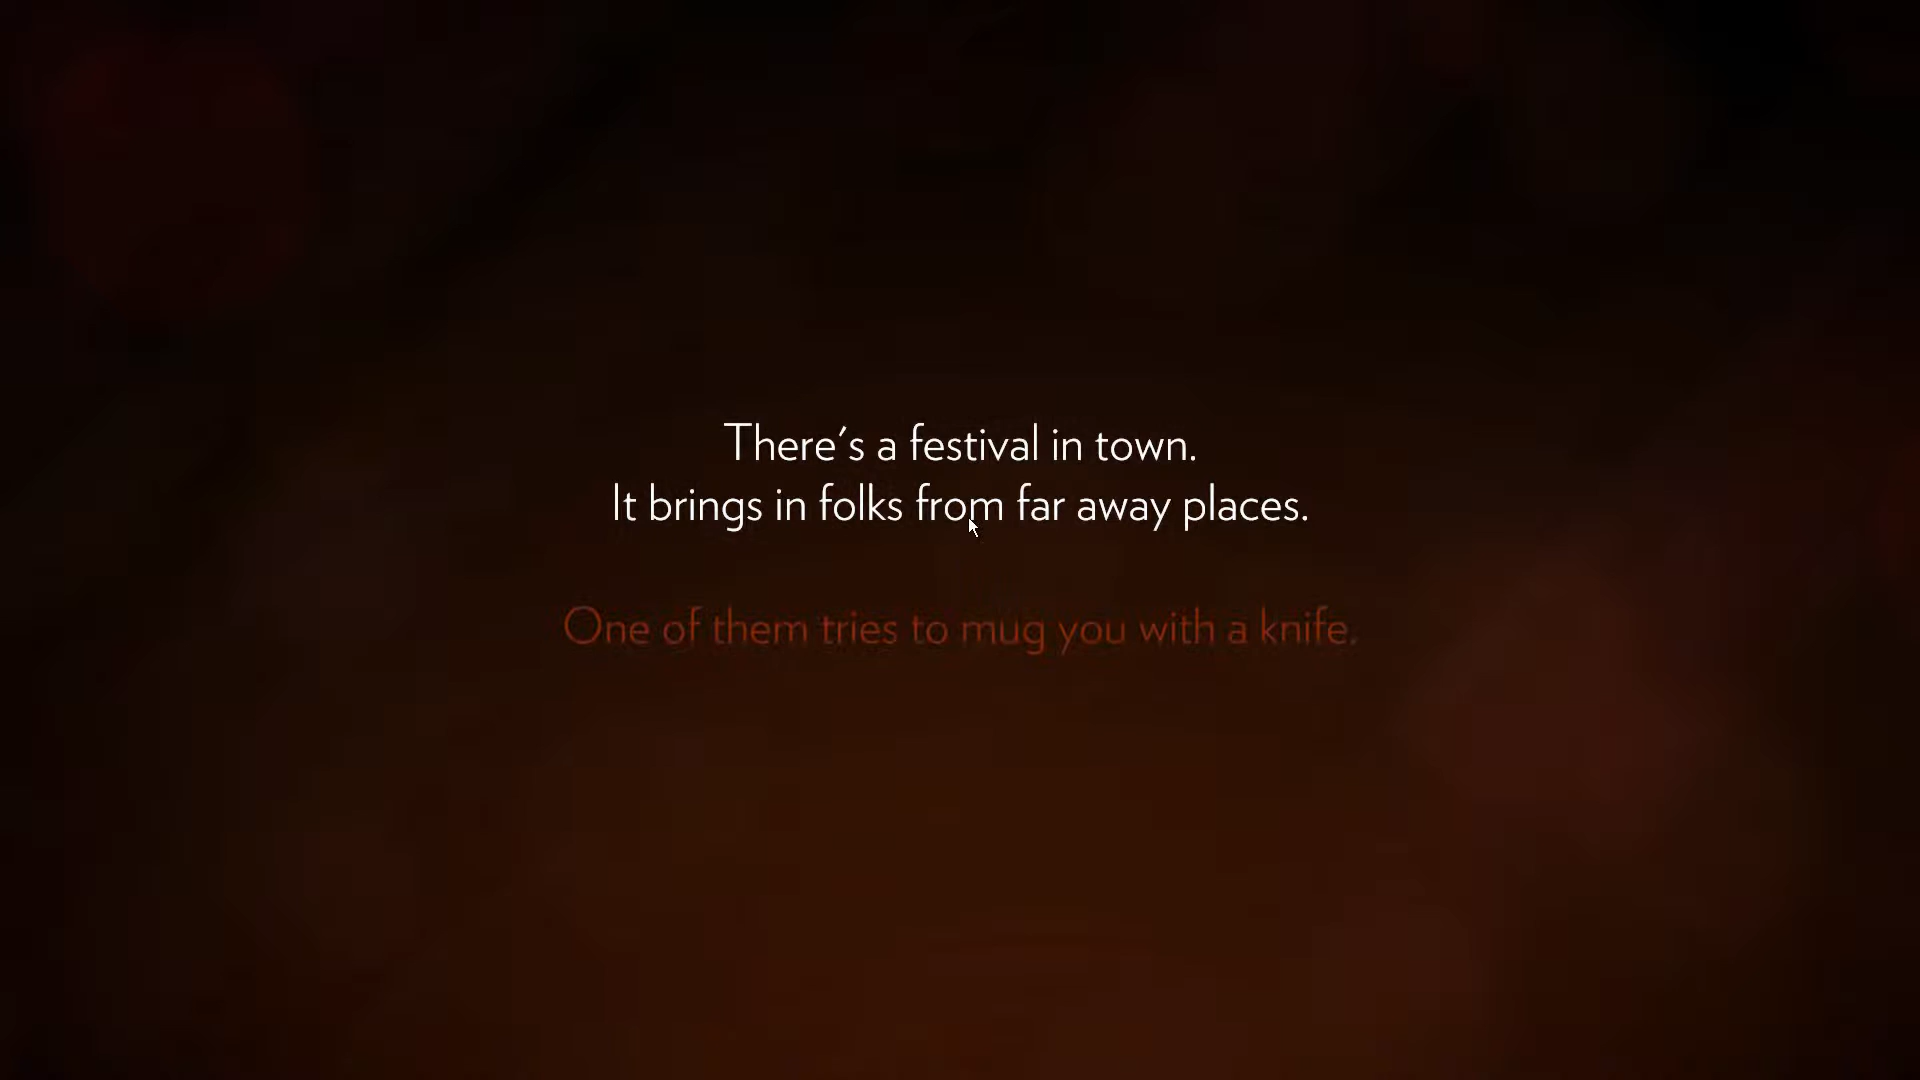 There's a festival in town.
It brings in folks from far away places.
One of them tries to mug you with a knife.